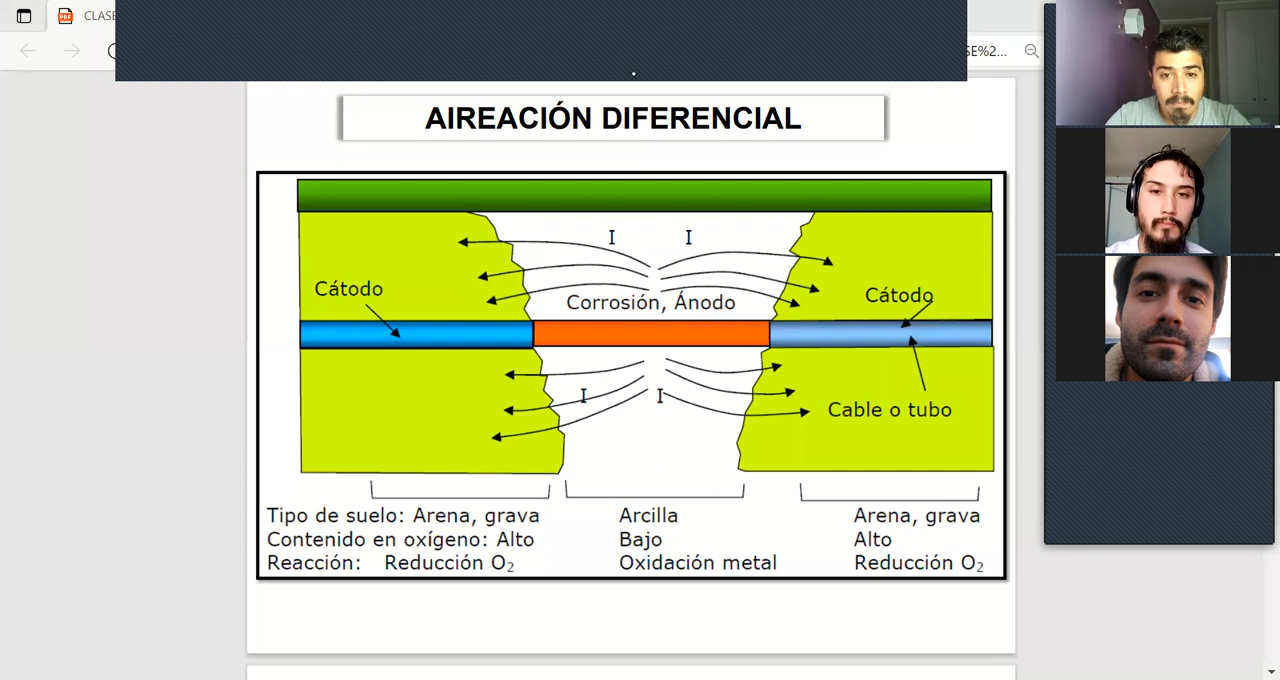 CLASE
SE%2...
AIREACIÓN DIFERENCIAL
I I
Cátodo
Cátodo
Corrosión, Ánodo
I I
Cable o tubo
Tipo de suelo: Arena, grava Arcilla Arena, grava
Contenido en oxígeno: Alto Bajo Alto
Reacción: Reducción O₂ Oxidación metal Reducción O₂